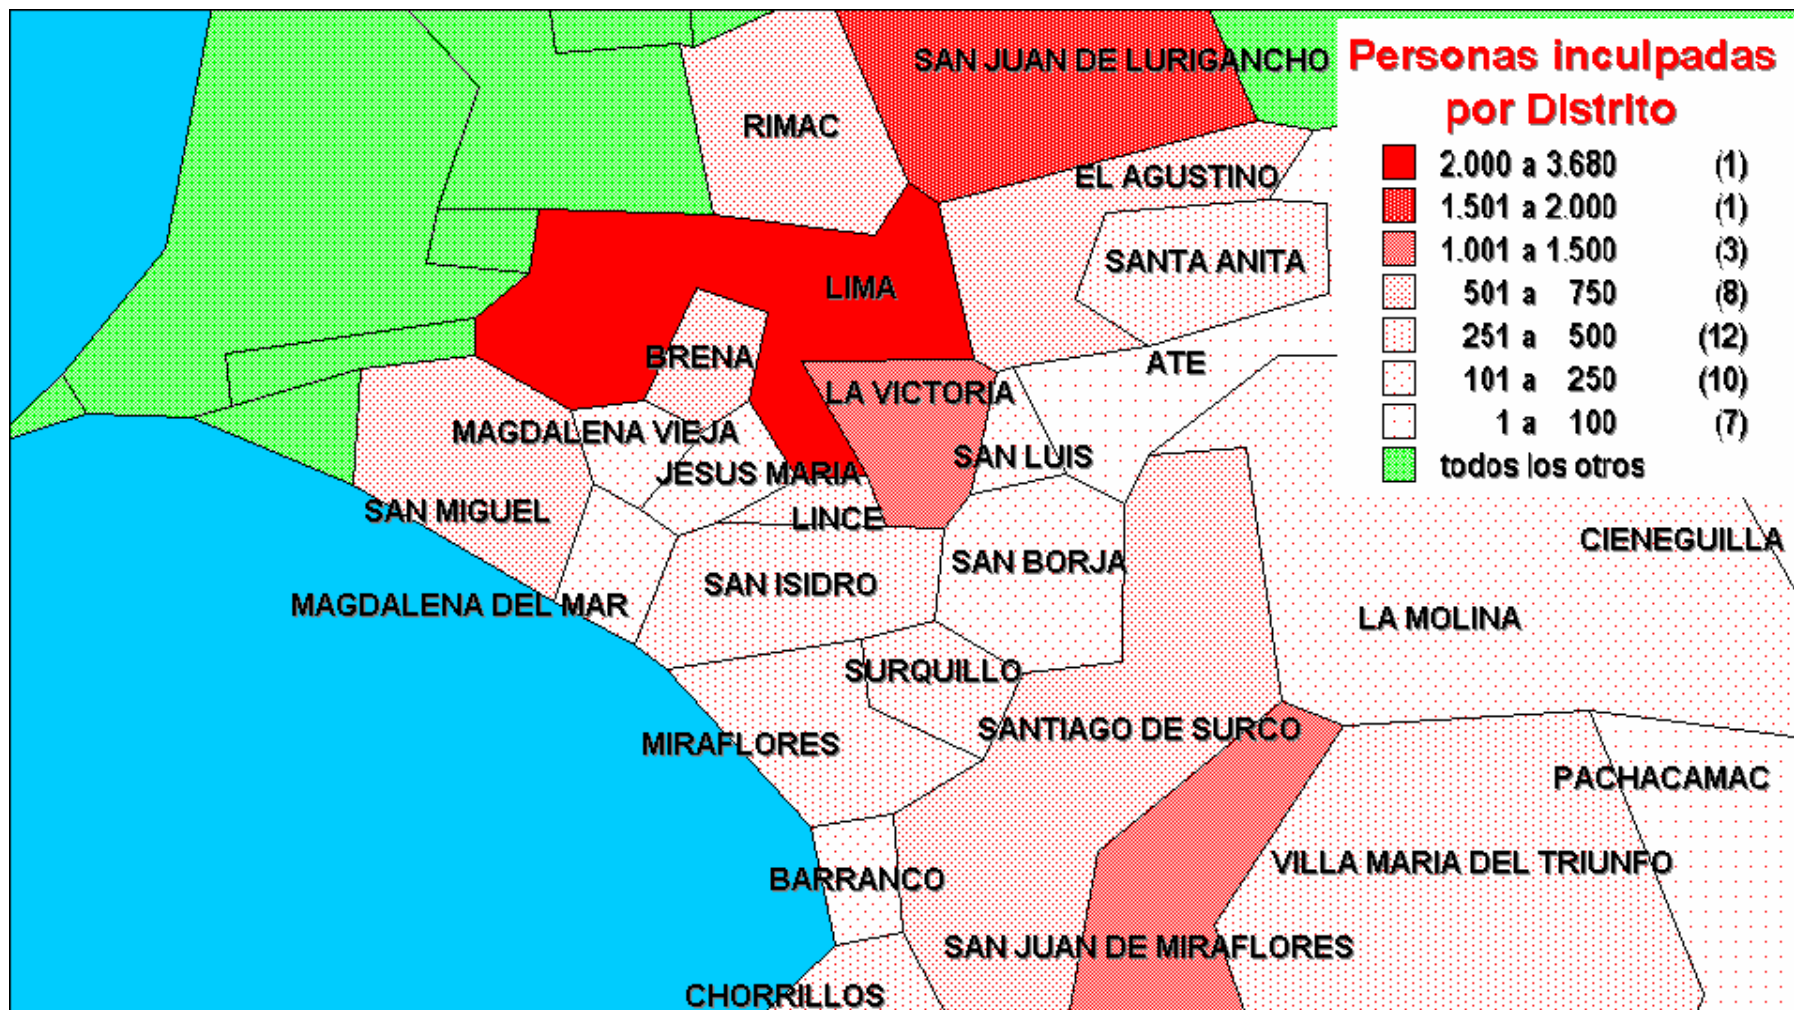 SAN JUAN DE LURIGANCHO
RIMAC
EL AGUSTINO
SANTA ANITA
LIMA
BRENA
ATE
LA VICTORIA
MAGDALENA VIEJA
SAN LUIS
JESUS MARIA
SAN MIGUEL
LINCE
CIENEGUILLA
SAN BORJA
SAN ISIDRO
MAGDALENA DEL MAR
LA MOLINA
SURQUILLO
SANTIAGO DE SURCO
MIRAFLORES
PACHACAMAC
VILLA MARIA DEL TRIUNFO
BARRANCO
SAN JUAN DE MIRAFLORES
CHORRILLOS
Personas inculpadas
por Distrito
2.000 a 3.680 (1)
1.501 a 2.000 (1)
1.001 a 1.500 (3)
501 a 750 (8)
251 a 500 (12)
101 a 250 (10)
1 a 100 (7)
todos los otros